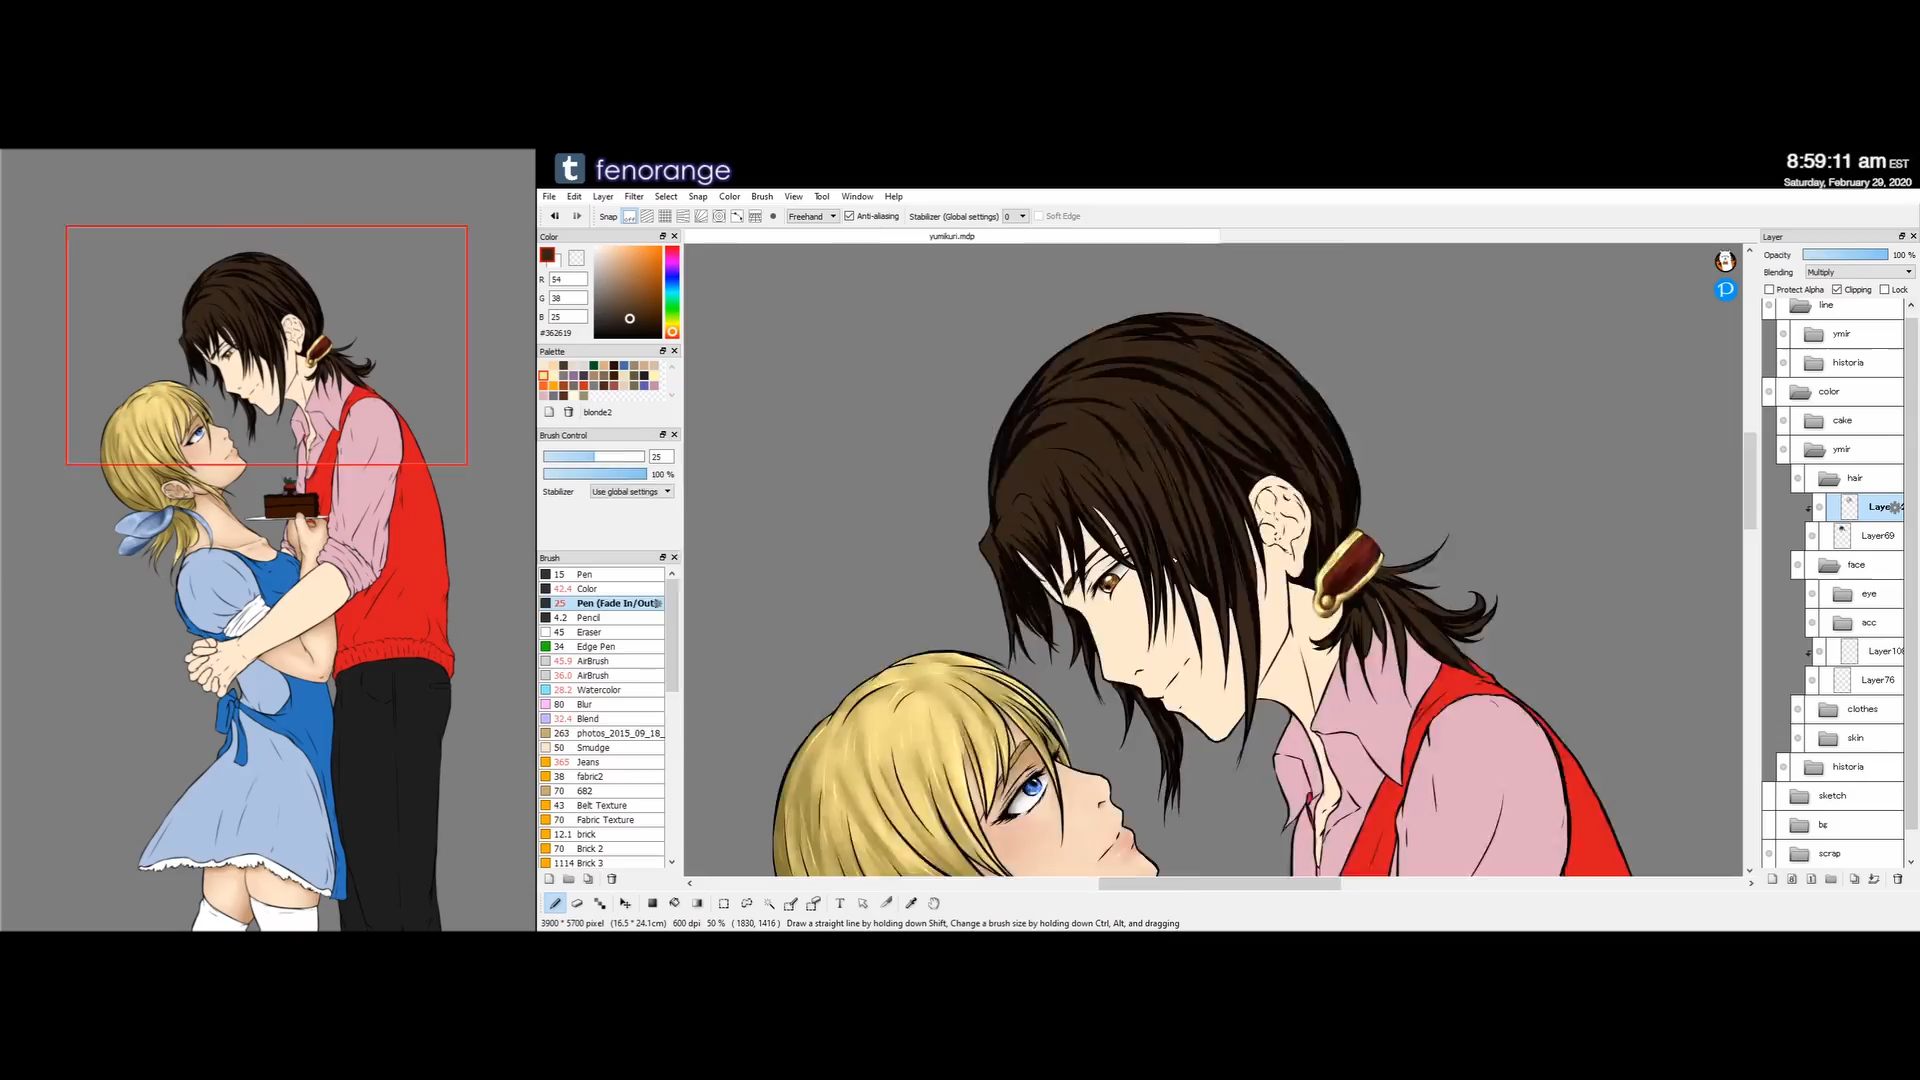 t fenorange
8:59:11 am EST
Saturday, February 29, 2020
File Edit Layer Filter Select Snap Color Brush View Tool Window Help
Snap OFF Freehand Anti-aliasing Stabilizer (Global settings) 0 Soft Edge
Color
yumikuri.mdp
R 54
G 38
B 25
#362619
Palette
blonde2
Brush Control
25
100 %
Stabilizer Use global settings
Brush
15 Pen
42.4 Color
25 Pen (Fade In/Out)
4.2 Pencil
45 Eraser
34 Edge Pen
45.9 AirBrush
36.0 AirBrush
28.2 Watercolor
80 Blur
32.4 Blend
263 photos_2015_09_18_
50 Smudge
365 Jeans
38 fabric2
70 682
43 Belt Texture
70 Fabric Texture
12.1 brick
70 Brick 2
1114 Brick 3
Layer
Opacity 100 %
Blending Multiply
Protect Alpha Clipping Lock
line
ymir
historia
color
cake
ymir
hair
Laye
Layer69
face
eye
acc
Layer108
Layer76
clothes
skin
historia
sketch
bg
scrap
T
3900 * 5700 pixel (16.5 * 24.1cm) 600 dpi 50 % ( 1830, 1416 ) Draw a straight line by holding down Shift, Change a brush size by holding down Ctrl, Alt, and dragging